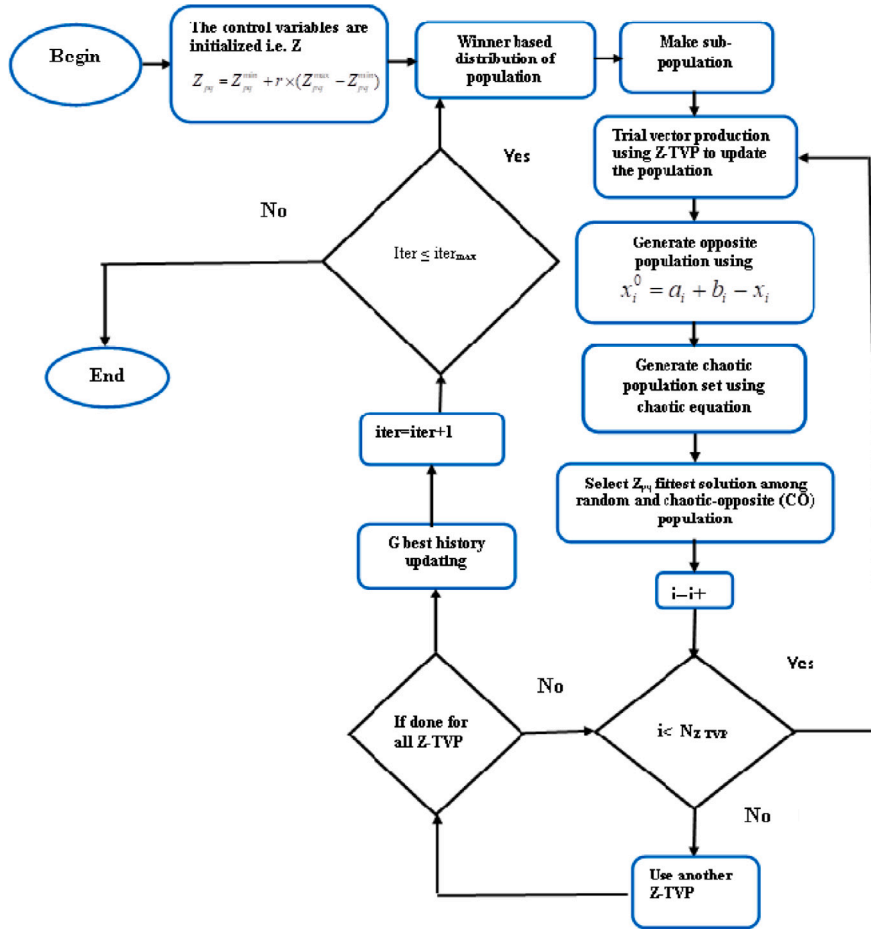 Begin
The control variables are
initialized i.e. Z
Z_pq = Z_pq^min + r × (Z_pq^max − Z_pq^min)
Winner based
distribution of
population
Make sub-
population
Trial vector production
using Z-TVP to update
the population
Generate opposite
population using
x_i^0 = a_i + b_i − x_i
Generate chaotic
population set using
chaotic equation
Select Z_pq fittest solution among
random and chaotic-opposite (CO)
population
i–i+
i< N_Z TVP
Yes
No
Use another
Z-TVP
If done for
all Z-TVP
No
G best history
updating
iter=iter+1
Iter ≤ iter_max
Yes
No
End